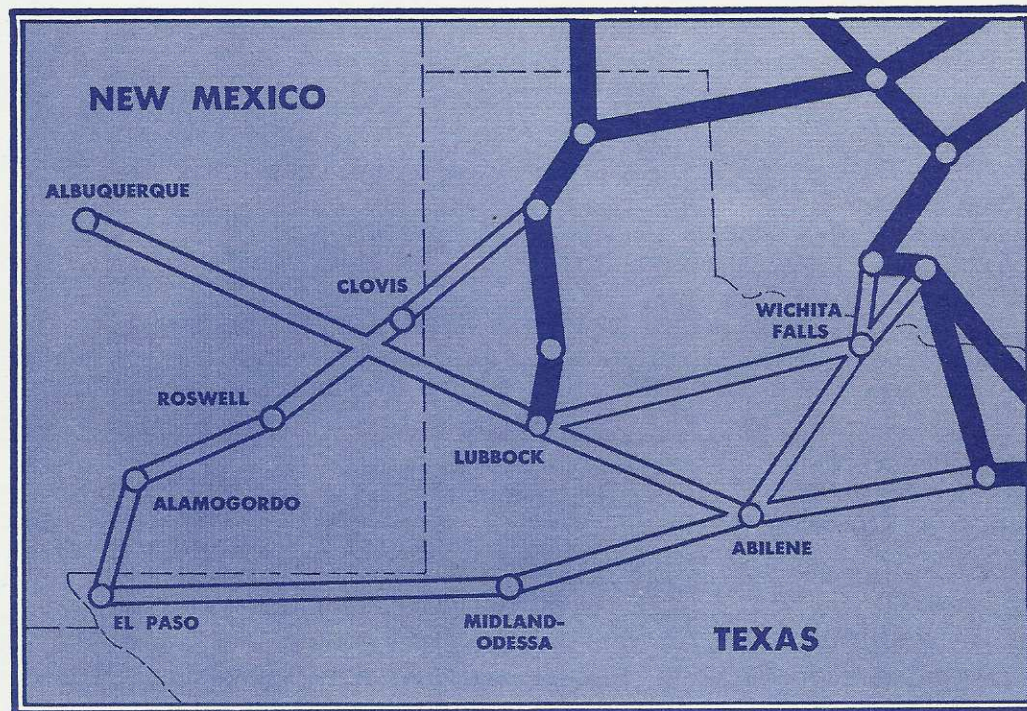 NEW MEXICO
ALBUQUERQUE
CLOVIS
WICHITA
FALLS
ROSWELL
LUBBOCK
ALAMOGORDO
ABILENE
EL PASO
MIDLAND-
ODESSA
TEXAS